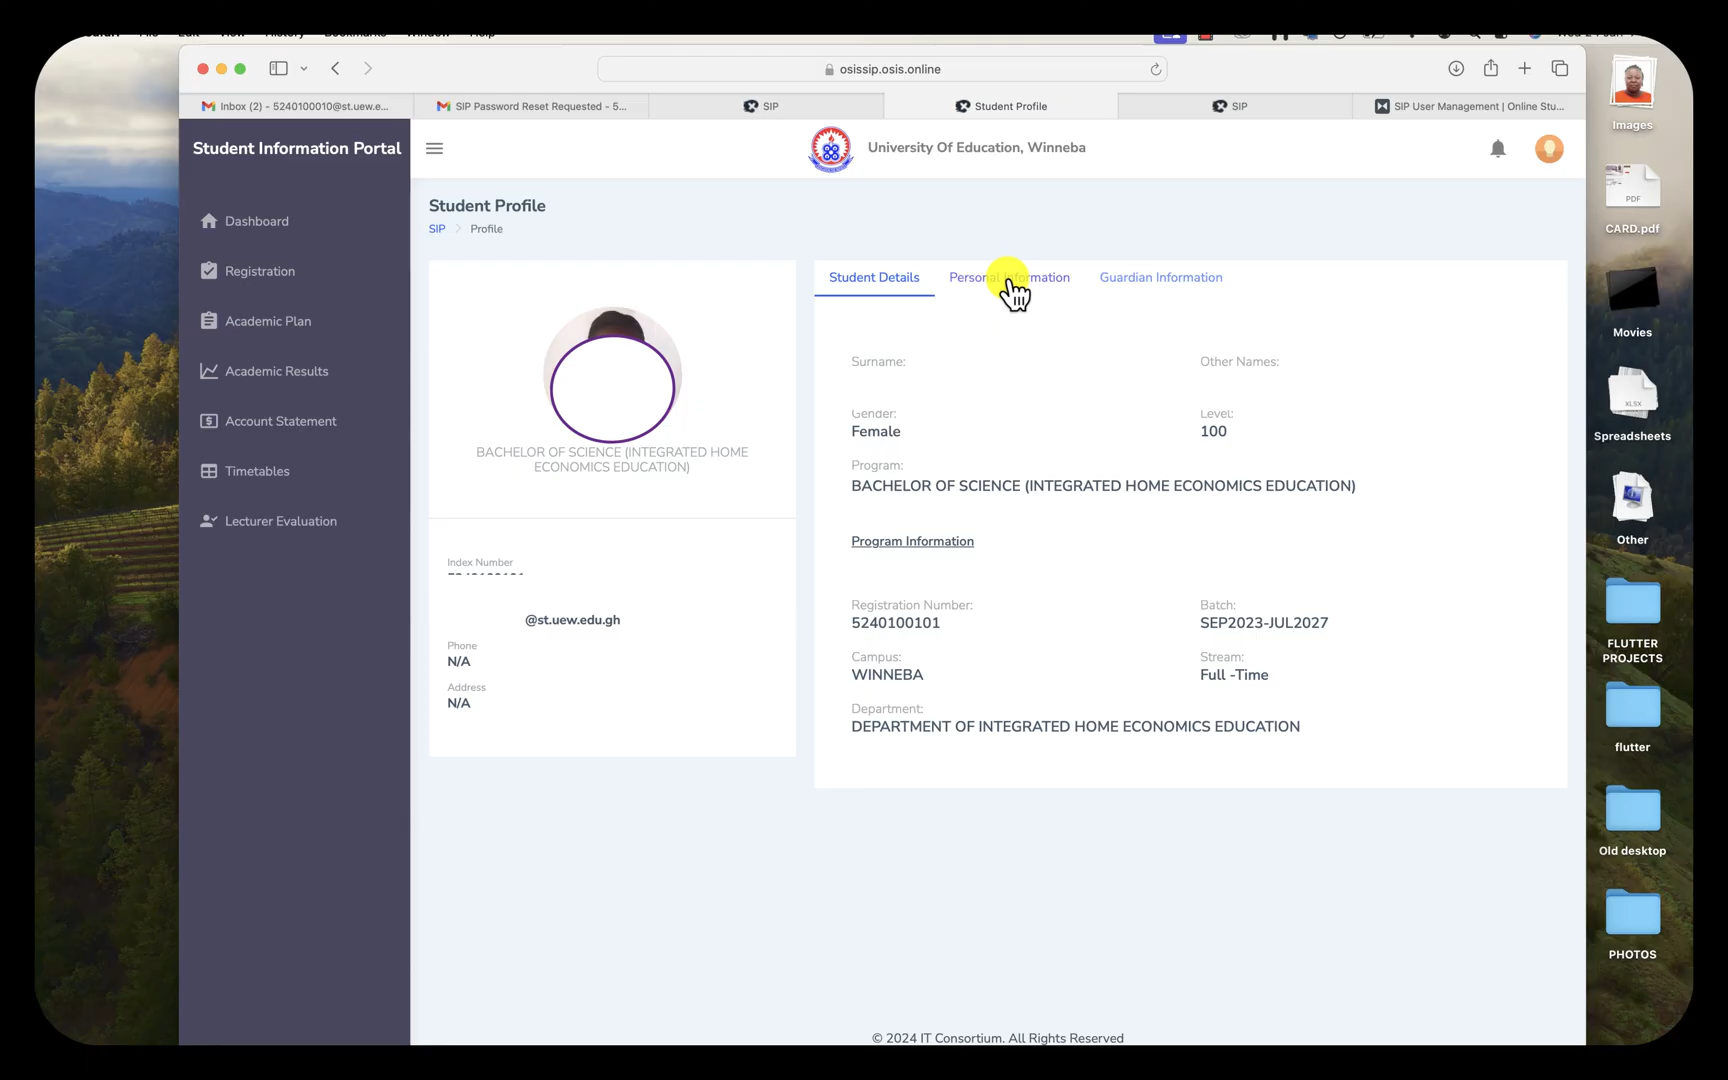 Inbox (2) - 5240100010@st.uew.e...
SIP Password Reset Requested - 5...
SIP
Student Profile
SIP
SIP User Management | Online Stu...
osissip.osis.online
Student Information Portal
University Of Education, Winneba
Dashboard
Registration
Academic Plan
Academic Results
Account Statement
Timetables
Lecturer Evaluation
Student Profile
SIP > Profile
BACHELOR OF SCIENCE (INTEGRATED HOME
ECONOMICS EDUCATION)
Index Number
@st.uew.edu.gh
Phone
N/A
Address
N/A
Student Details
Personal Information
Guardian Information
Surname:
Other Names:
Gender:
Female
Level:
100
Program:
BACHELOR OF SCIENCE (INTEGRATED HOME ECONOMICS EDUCATION)
Program Information
Registration Number:
5240100101
Batch:
SEP2023-JUL2027
Campus:
WINNEBA
Stream:
Full -Time
Department:
DEPARTMENT OF INTEGRATED HOME ECONOMICS EDUCATION
© 2024 IT Consortium. All Rights Reserved
Images
PDF
CARD.pdf
Movies
XLSX
Spreadsheets
Other
FLUTTER
PROJECTS
flutter
Old desktop
PHOTOS